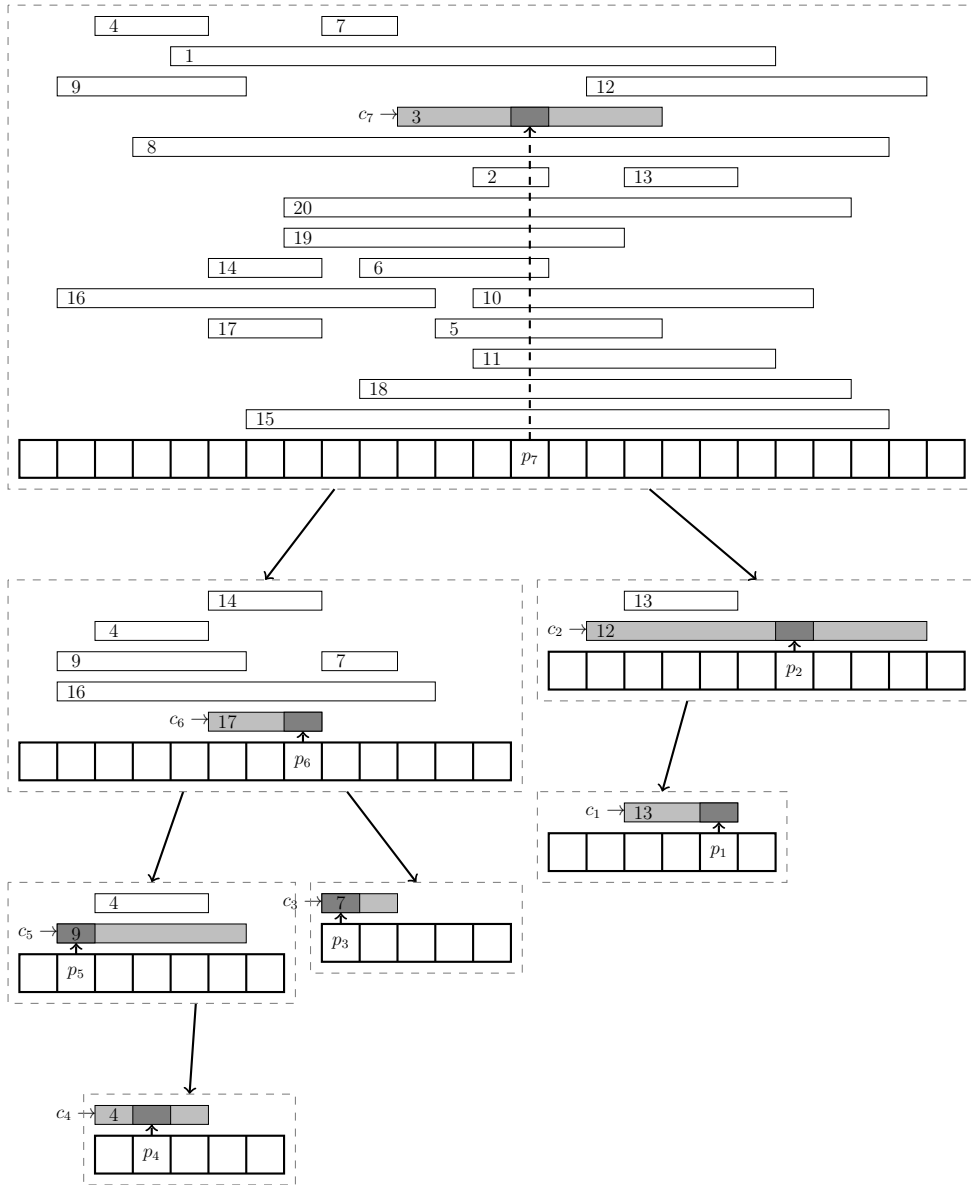 4 7
1
9 12
c₇ → 3
8
2 13
20
19
14 6
16 10
17 5
11
18
15
p₇
14
13
4
c₂ → 12
9 7
p₂
16
c₆ → 17
p₆
c₁ → 13
p₁
4
c₃ → 7
c₅ → 9
p₃
p₅
c₄ → 4
p₄